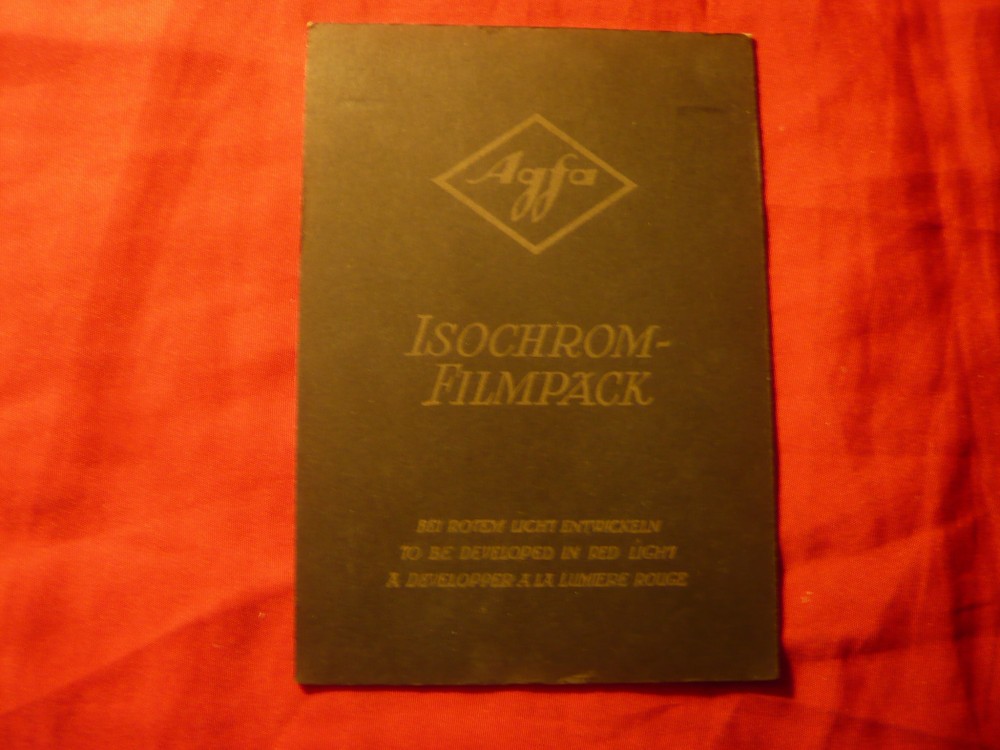 Agfa
ISOCHROM-
FILMPACK
BEI ROTEM LICHT ENTWICKELN
TO BE DEVELOPED IN RED LIGHT
A DEVELOPPER A LA LUMIERE ROUGE